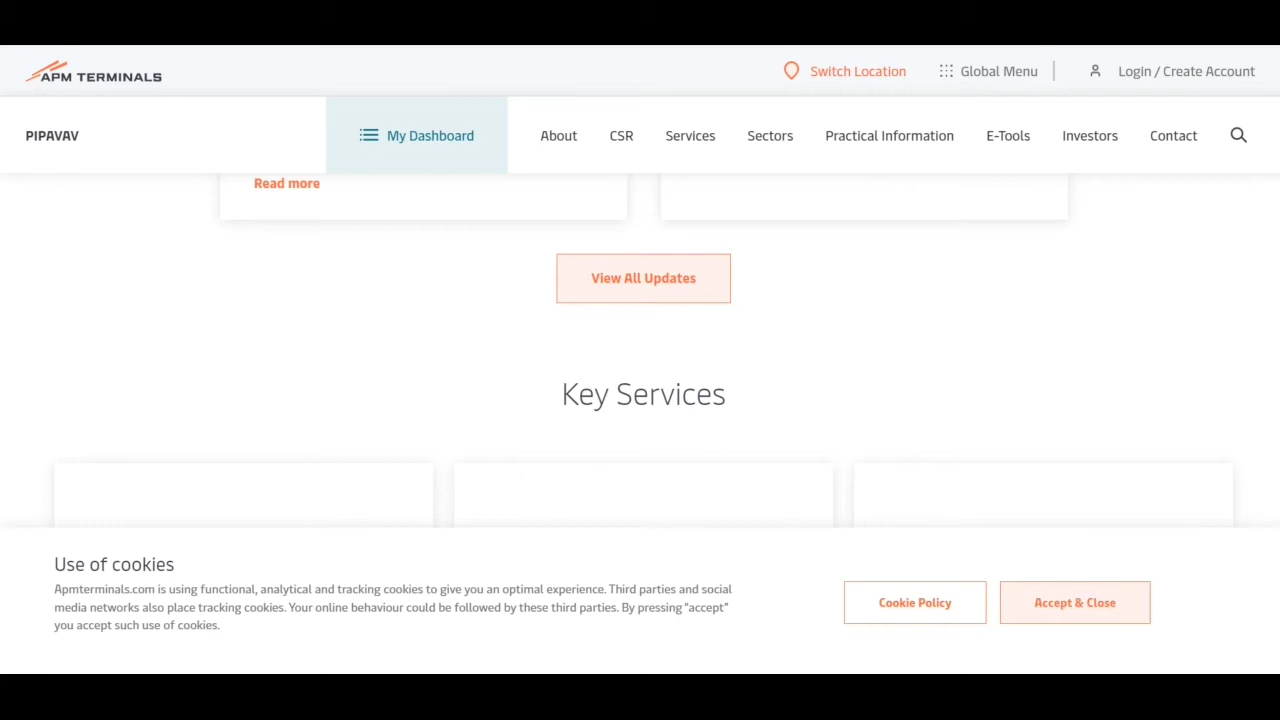 APM TERMINALS
Switch Location
Global Menu
Login / Create Account
PIPAVAV
My Dashboard
About
CSR
Services
Sectors
Practical Information
E-Tools
Investors
Contact
Read more
View All Updates
Key Services
Use of cookies
Apmterminals.com is using functional, analytical and tracking cookies to give you an optimal experience. Third parties and social
media networks also place tracking cookies. Your online behaviour could be followed by these third parties. By pressing “accept”
you accept such use of cookies.
Cookie Policy
Accept & Close